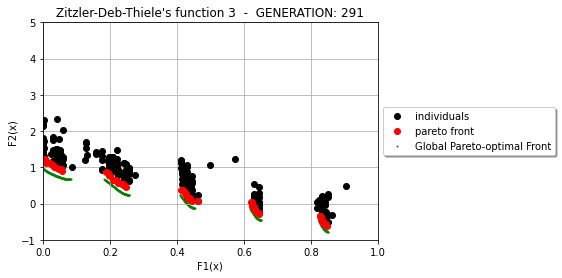 Zitzler-Deb-Thiele's function 3 - GENERATION: 291
5
4
3
2
1
0
−1
F2(x)
0.0 0.2 0.4 0.6 0.8 1.0
F1(x)
individuals
pareto front
Global Pareto-optimal Front